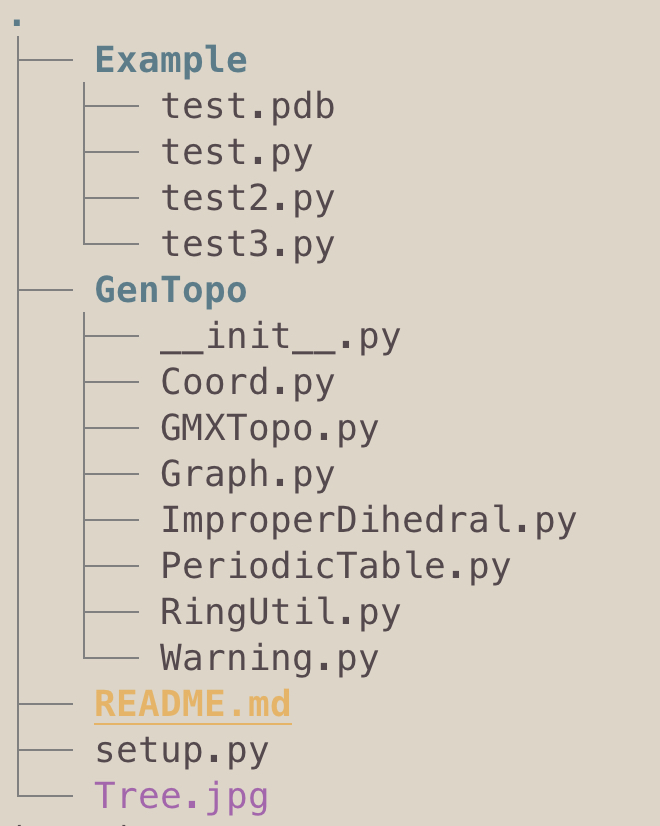 .
Example
test.pdb
test.py
test2.py
test3.py
GenTopo
__init__.py
Coord.py
GMXTopo.py
Graph.py
ImproperDihedral.py
PeriodicTable.py
RingUtil.py
Warning.py
README.md
setup.py
Tree.jpg